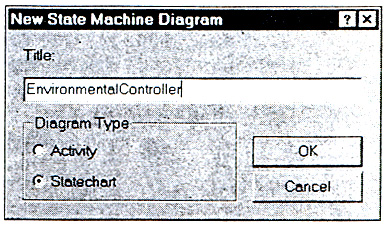 New State Machine Diagram
Title:
EnvironmentalController
Diagram Type
Activity
Statechart
OK
Cancel